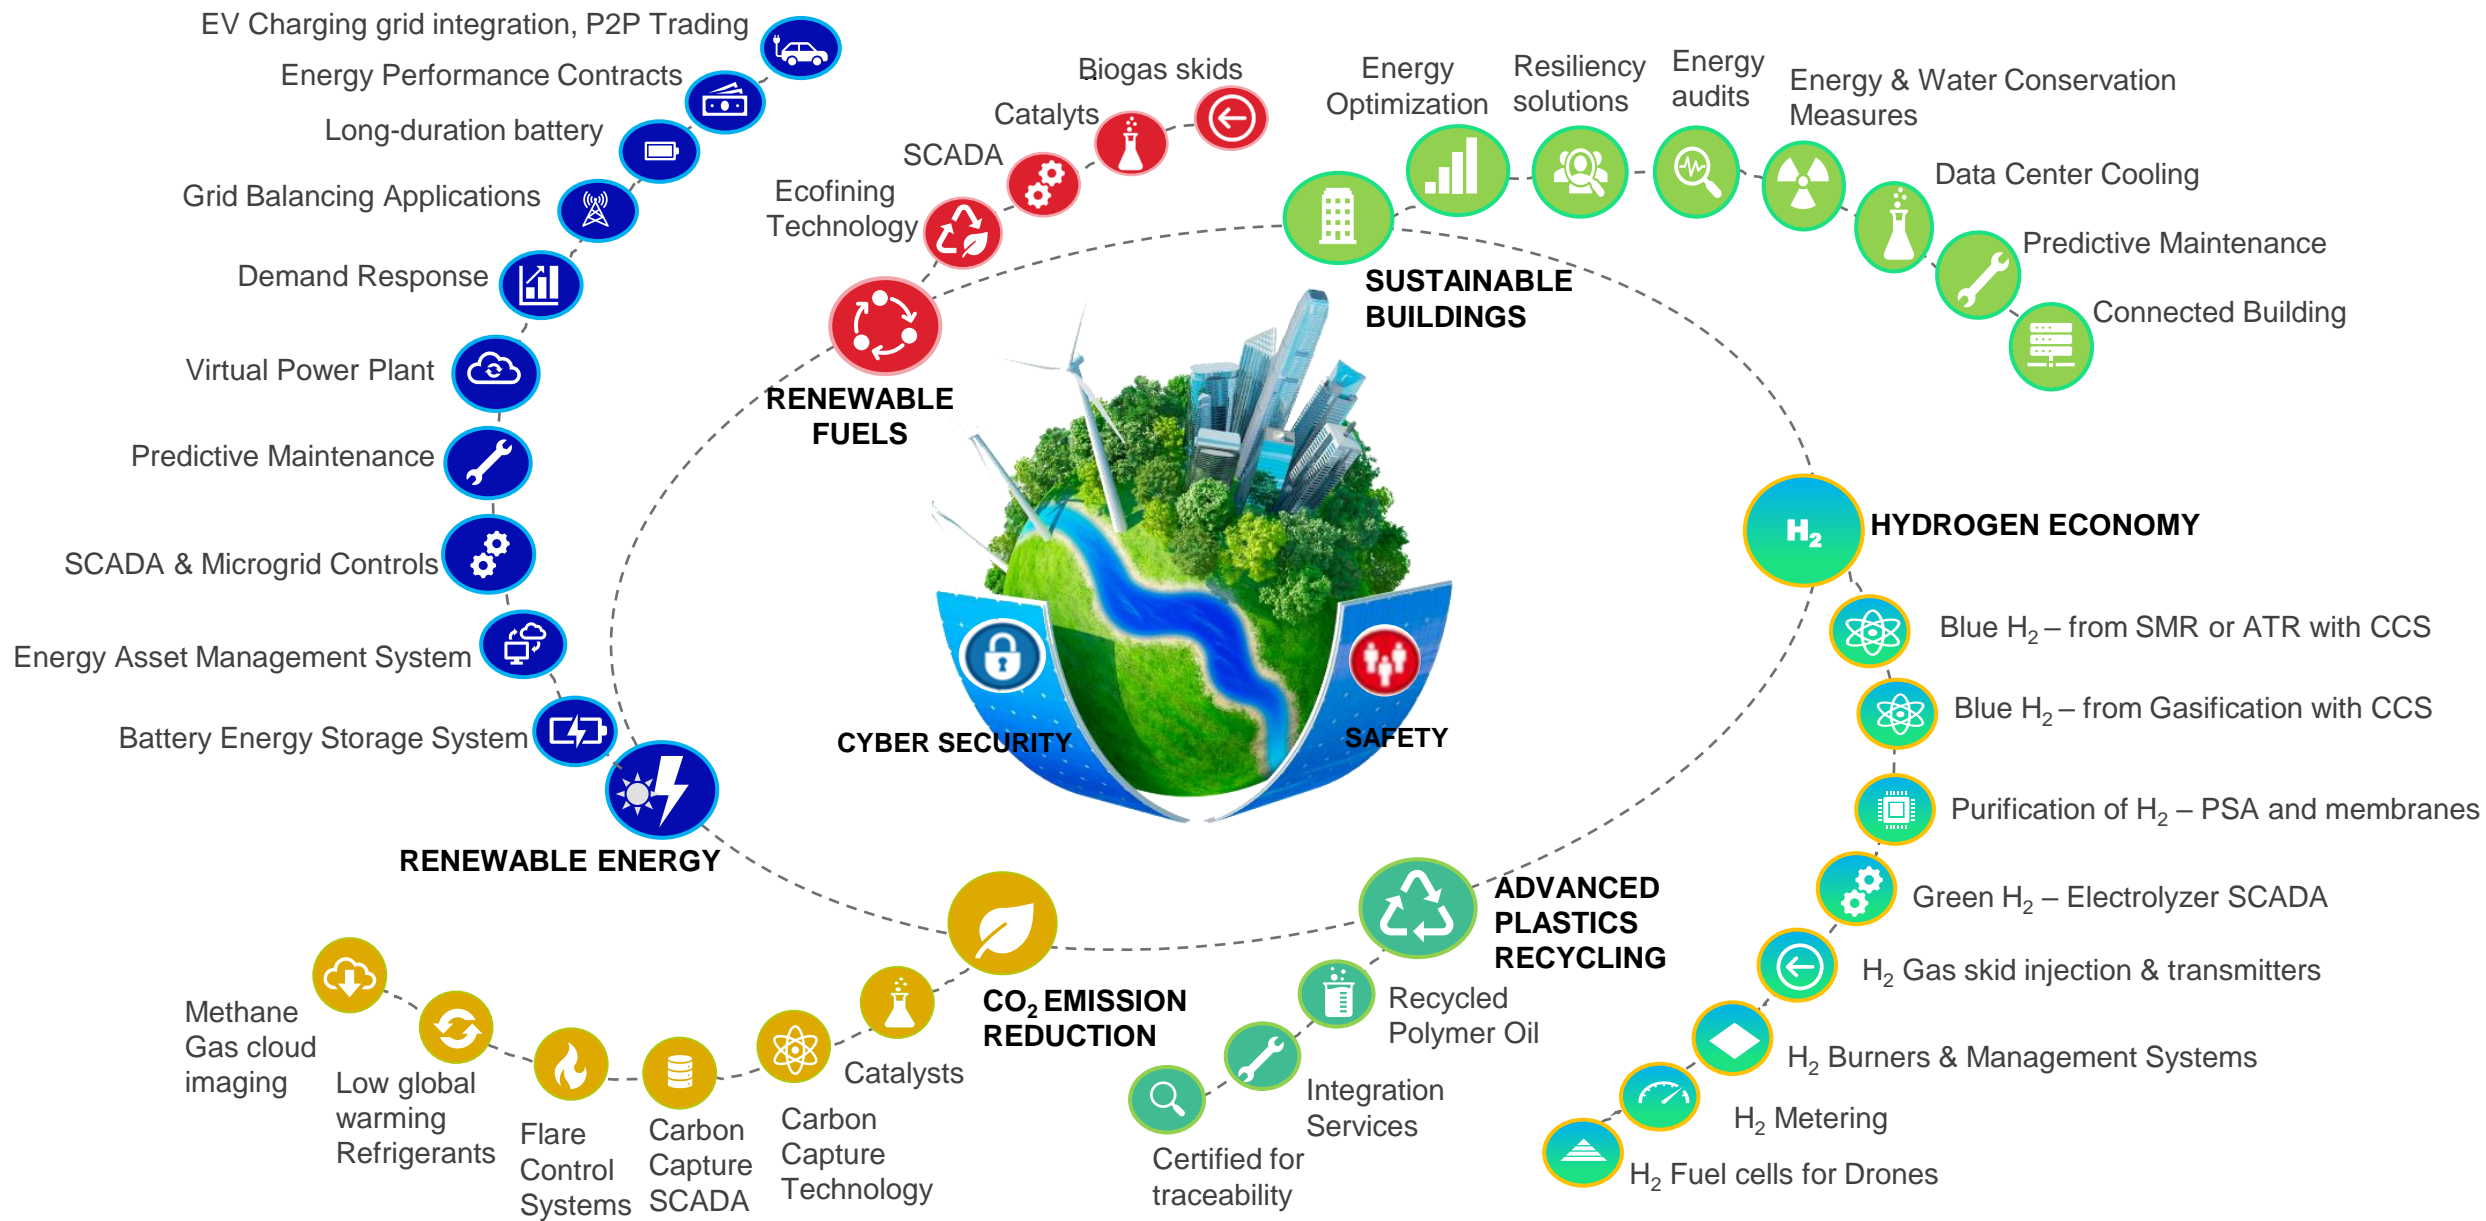 EV Charging grid integration, P2P Trading
Energy Performance Contracts
Long-duration battery
Grid Balancing Applications
Demand Response
Virtual Power Plant
Predictive Maintenance
SCADA & Microgrid Controls
Energy Asset Management System
Battery Energy Storage System
RENEWABLE ENERGY
Biogas skids
Catalyts
SCADA
Ecofining
Technology
RENEWABLE
FUELS
Energy
Optimization
Resiliency
solutions
Energy
audits
Energy & Water Conservation
Measures
Data Center Cooling
Predictive Maintenance
Connected Building
SUSTAINABLE
BUILDINGS
H₂
HYDROGEN ECONOMY
Blue H₂ – from SMR or ATR with CCS
Blue H₂ – from Gasification with CCS
Purification of H₂ – PSA and membranes
Green H₂ – Electrolyzer SCADA
H₂ Gas skid injection & transmitters
H₂ Burners & Management Systems
H₂ Metering
H₂ Fuel cells for Drones
CYBER SECURITY
SAFETY
ADVANCED
PLASTICS
RECYCLING
Recycled
Polymer Oil
Integration
Services
Certified for
traceability
CO₂ EMISSION
REDUCTION
Catalysts
Carbon
Capture
Technology
Carbon
Capture
SCADA
Flare
Control
Systems
Low global
warming
Refrigerants
Methane
Gas cloud
imaging